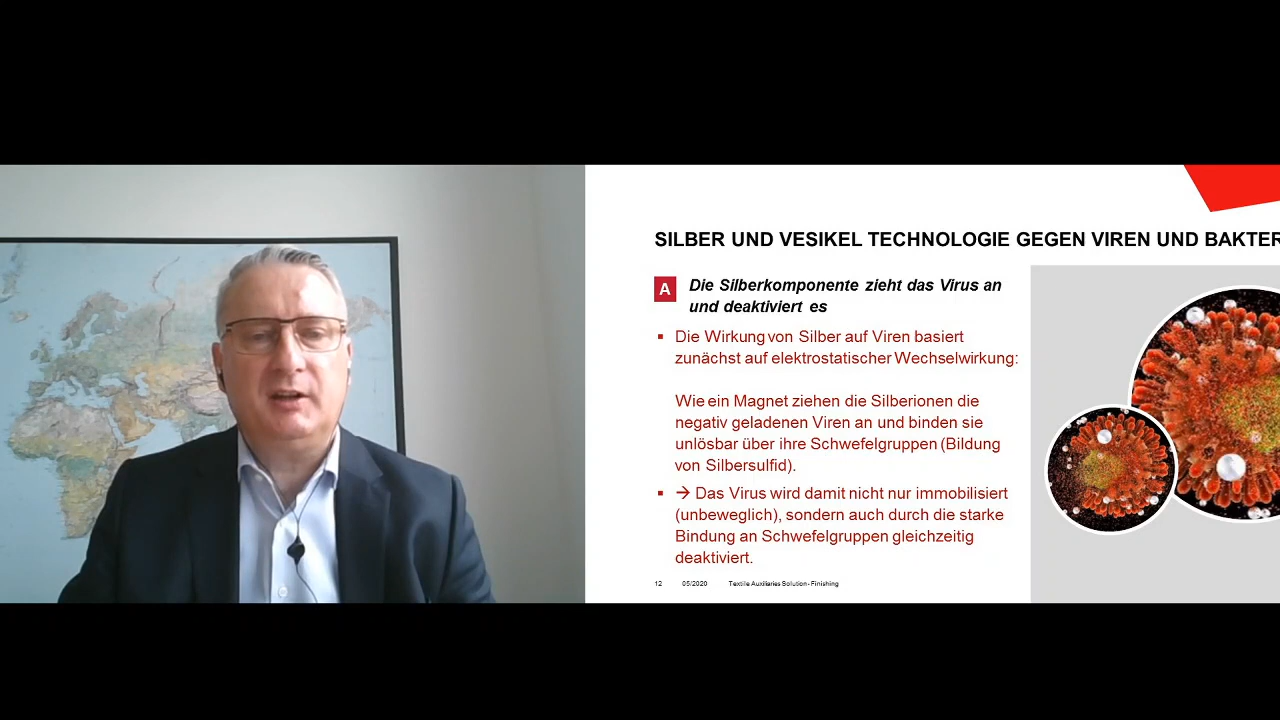 SILBER UND VESIKEL TECHNOLOGIE GEGEN VIREN UND BAKTER
A
Die Silberkomponente zieht das Virus an
und deaktiviert es
▪ Die Wirkung von Silber auf Viren basiert
zunächst auf elektrostatischer Wechselwirkung:
Wie ein Magnet ziehen die Silberionen die
negativ geladenen Viren an und binden sie
unlösbar über ihre Schwefelgruppen (Bildung
von Silbersulfid).
▪ → Das Virus wird damit nicht nur immobilisiert
(unbeweglich), sondern auch durch die starke
Bindung an Schwefelgruppen gleichzeitig
deaktiviert.
12 05/2020 Textile Auxiliaries Solution - Finishing